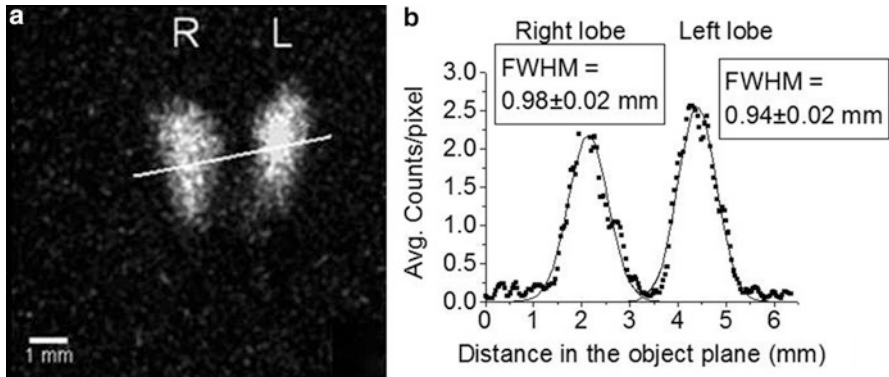 a
R L
1 mm
b
Right lobe Left lobe
FWHM =
0.98±0.02 mm
FWHM =
0.94±0.02 mm
Avg. Counts/pixel
3.0
2.5
2.0
1.5
1.0
0.5
0.0
0 1 2 3 4 5 6
Distance in the object plane (mm)